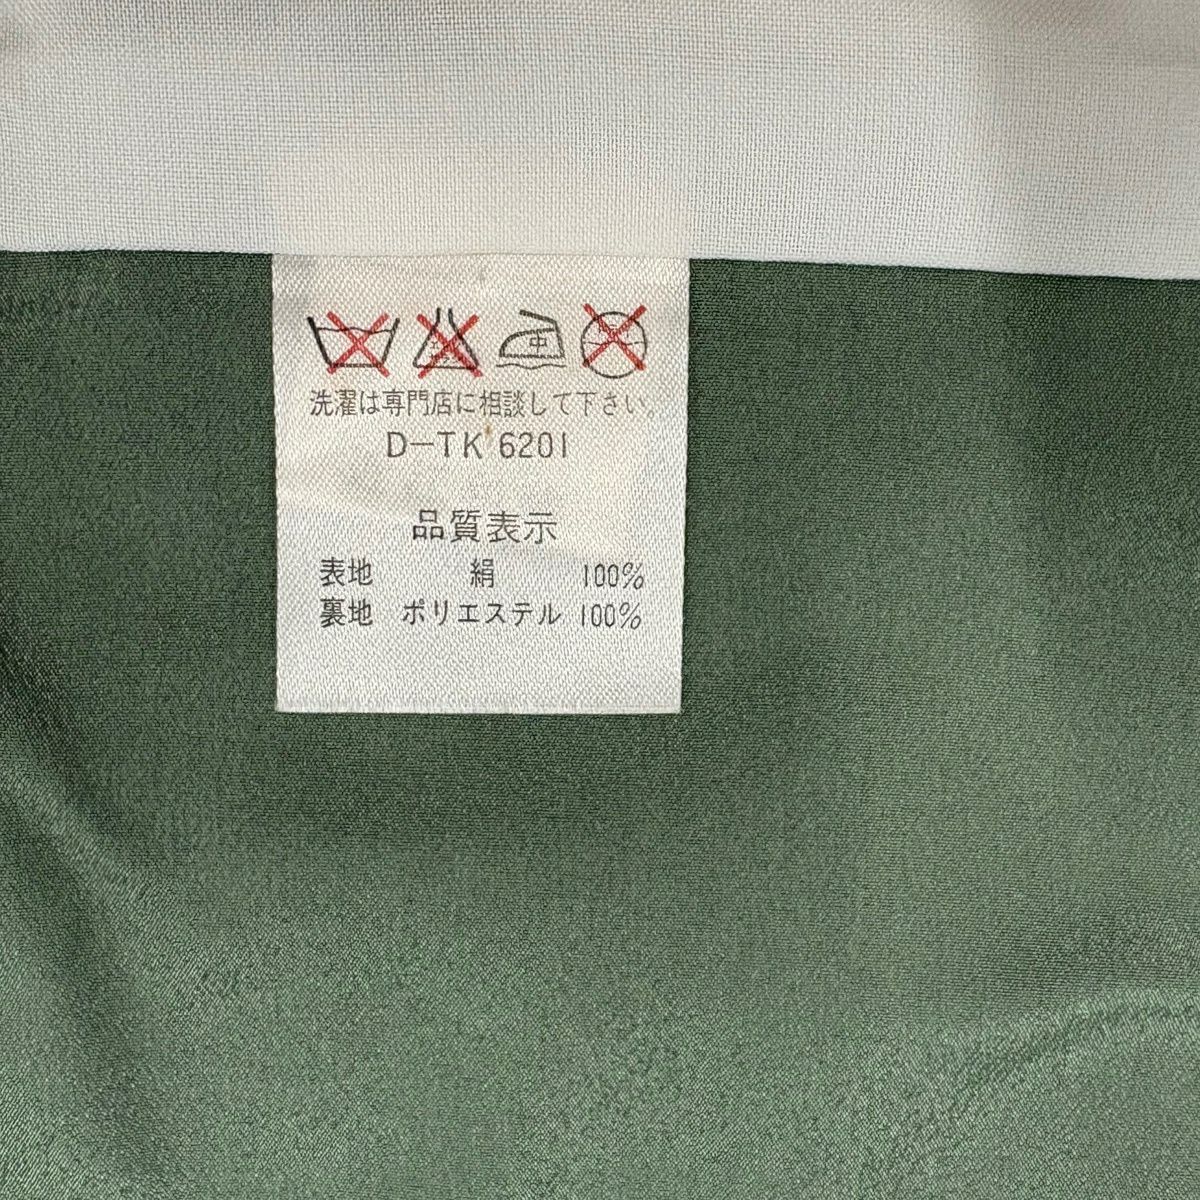 中
洗濯は専門店に相談して下さい。
D-TK 6201
品質表示
表地 絹 100%
裏地 ポリエステル 100%